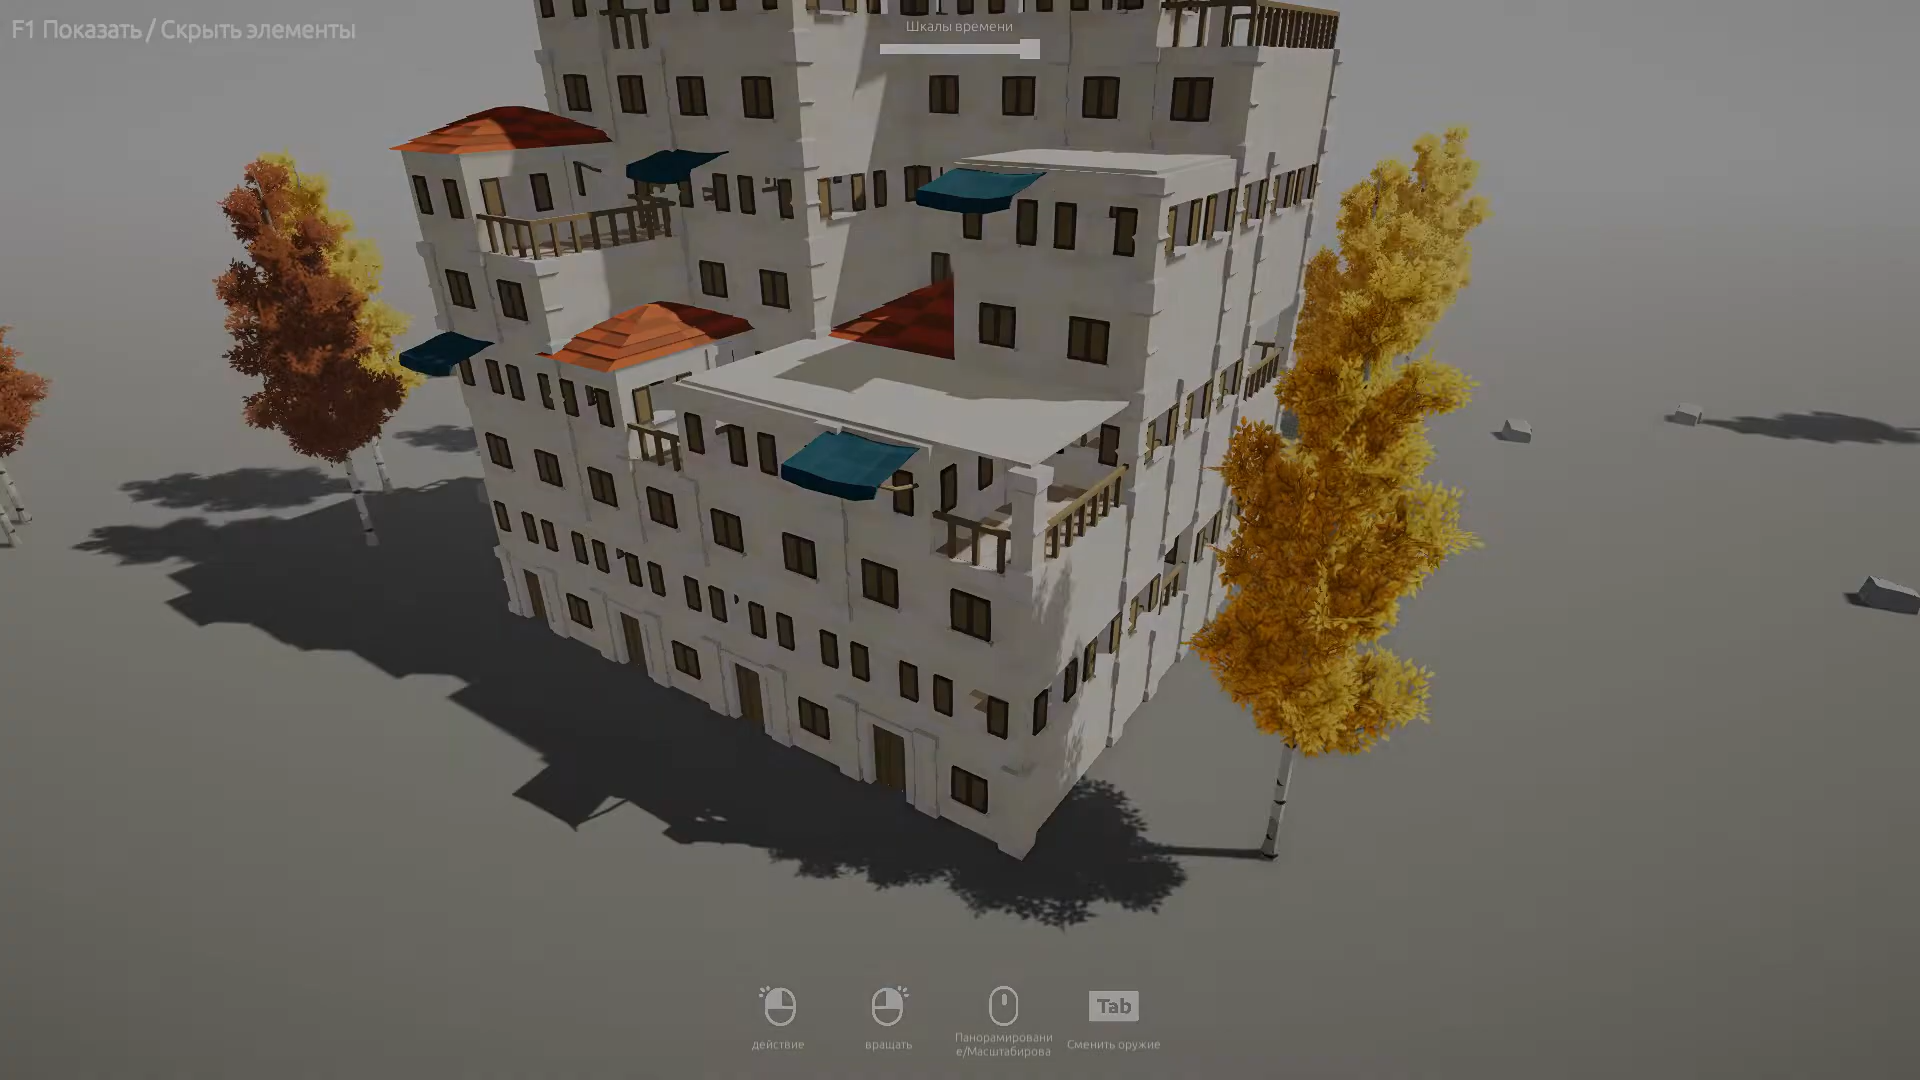 F1 Показать / Скрыть элементы
Шкалы времени
Tab
действие
вращать
Панорамировани
е/Масштабирова
Сменить оружие